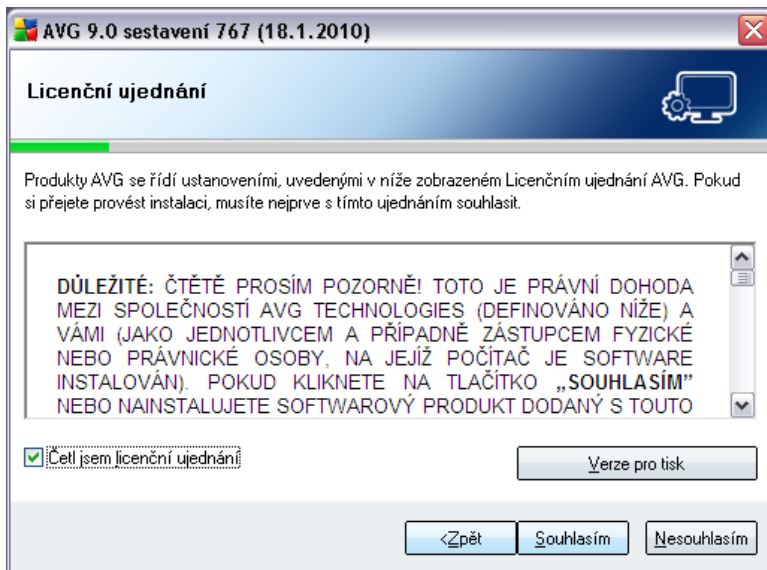 AVG 9.0 sestavení 767 (18.1.2010)
Licenční ujednání
Produkty AVG se řídí ustanoveními, uvedenými v níže zobrazeném Licenčním ujednání AVG. Pokud
si přejete provést instalaci, musíte nejprve s tímto ujednáním souhlasit.
DŮLEŽITÉ: ČTĚTĚ PROSÍM POZORNĚ! TOTO JE PRÁVNÍ DOHODA
MEZI SPOLEČNOSTÍ AVG TECHNOLOGIES (DEFINOVÁNO NÍŽE) A
VÁMI (JAKO JEDNOTLIVCEM A PŘÍPADNĚ ZÁSTUPCEM FYZICKÉ
NEBO PRÁVNICKÉ OSOBY, NA JEJÍŽ POČÍTAČ JE SOFTWARE
INSTALOVÁN). POKUD KLIKNETE NA TLAČÍTKO „SOUHLASÍM”
NEBO NAINSTALUJETE SOFTWAROVÝ PRODUKT DODANÝ S TOUTO
Četl jsem licenční ujednání
Verze pro tisk
<Zpět
Souhlasím
Nesouhlasím